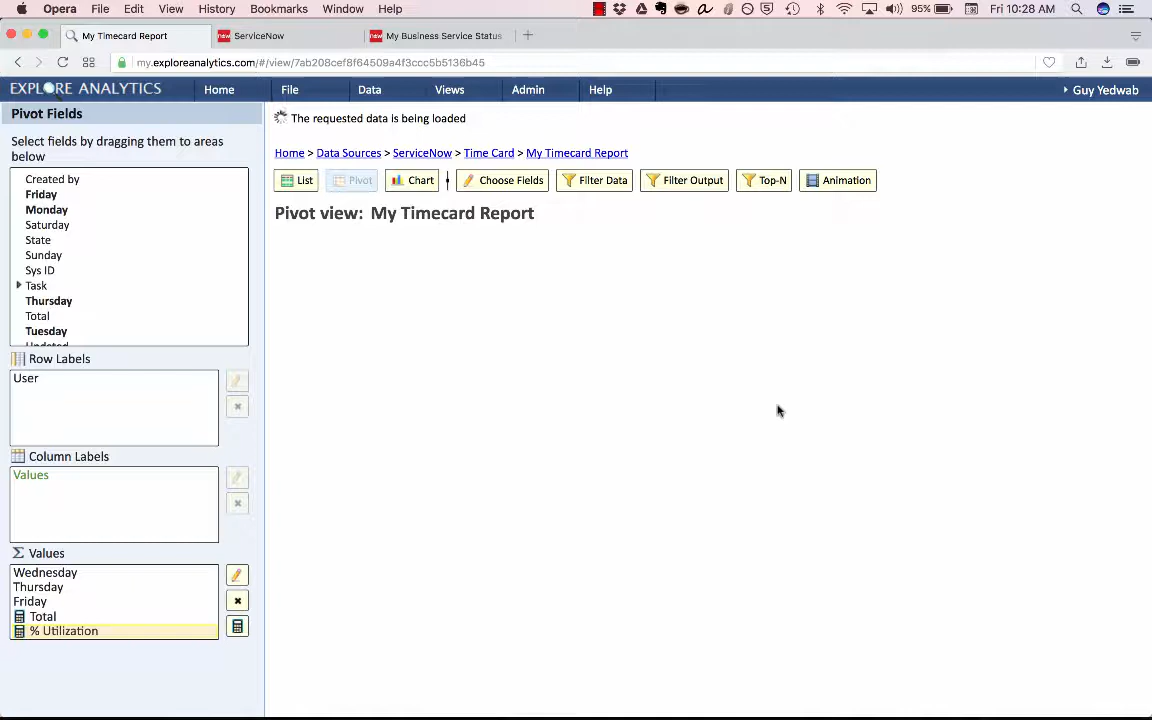 Opera File Edit View History Bookmarks Window Help 95% Fri 10:28 AM
My Timecard Report ServiceNow My Business Service Status
my.exploreanalytics.com/#/view/7ab208cef8f64509a4f3ccc5b5136b45
EXPLORE ANALYTICS Home File Data Views Admin Help Guy Yedwab
Pivot Fields
Select fields by dragging them to areas
below
Created by
Friday
Monday
Saturday
State
Sunday
Sys ID
Task
Thursday
Total
Tuesday
Updated
Row Labels
User
Column Labels
Values
Σ Values
Wednesday
Thursday
Friday
Total
% Utilization
The requested data is being loaded
Home > Data Sources > ServiceNow > Time Card > My Timecard Report
List Pivot Chart Choose Fields Filter Data Filter Output Top-N Animation
Pivot view: My Timecard Report